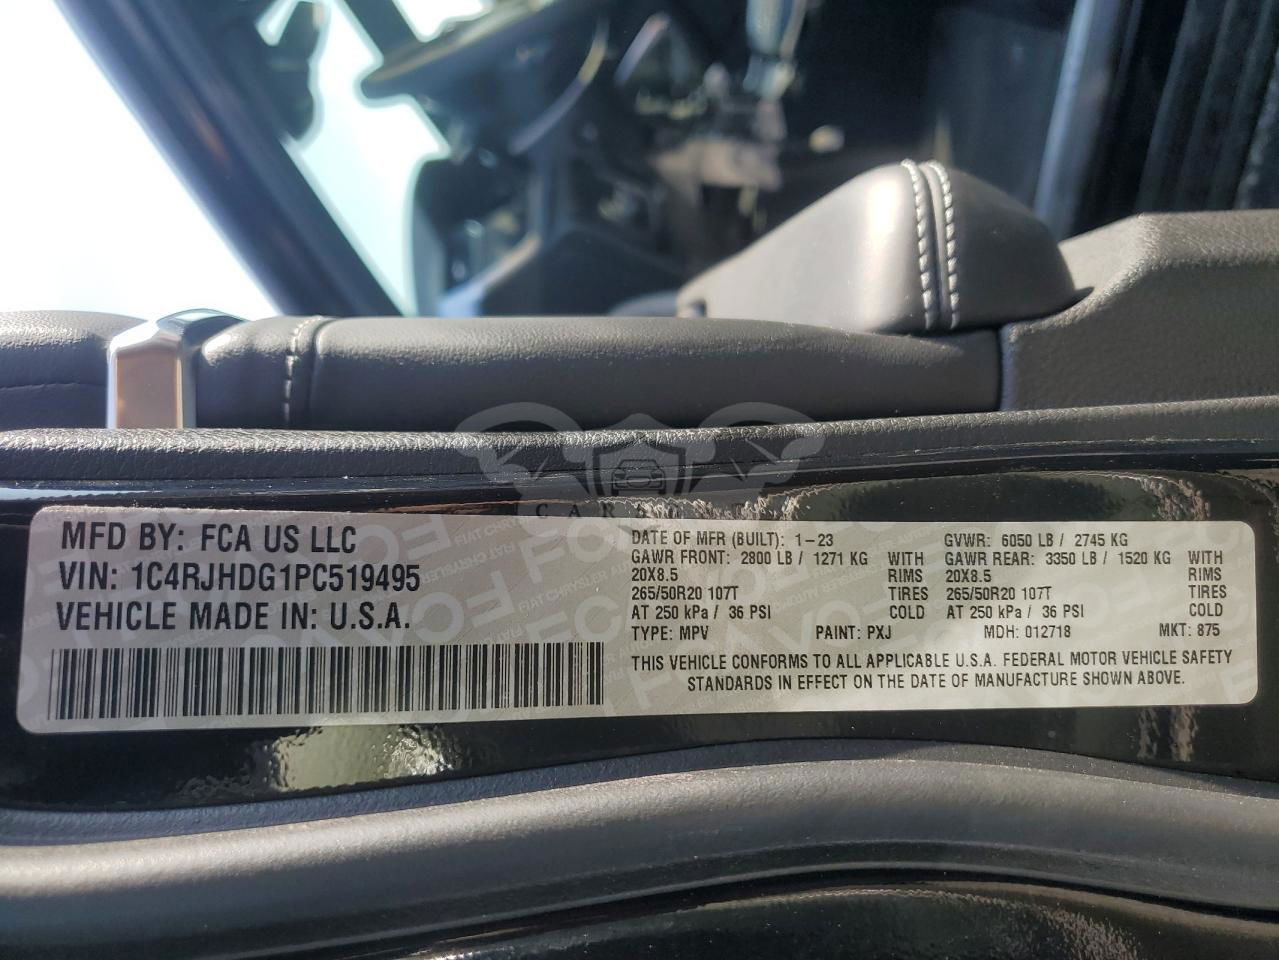 CARS
MFD BY: FCA US LLC
VIN: 1C4RJHDG1PC519495
VEHICLE MADE IN: U.S.A.
DATE OF MFR (BUILT): 1-23 GVWR: 6050 LB / 2745 KG
GAWR FRONT: 2800 LB / 1271 KG WITH GAWR REAR: 3350 LB / 1520 KG WITH
20X8.5 RIMS 20X8.5 RIMS
265/50R20 107T TIRES 265/50R20 107T TIRES
AT 250 kPa / 36 PSI COLD AT 250 kPa / 36 PSI COLD
TYPE: MPV PAINT: PXJ MDH: 012718 MKT: 875
THIS VEHICLE CONFORMS TO ALL APPLICABLE U.S.A. FEDERAL MOTOR VEHICLE SAFETY
STANDARDS IN EFFECT ON THE DATE OF MANUFACTURE SHOWN ABOVE.